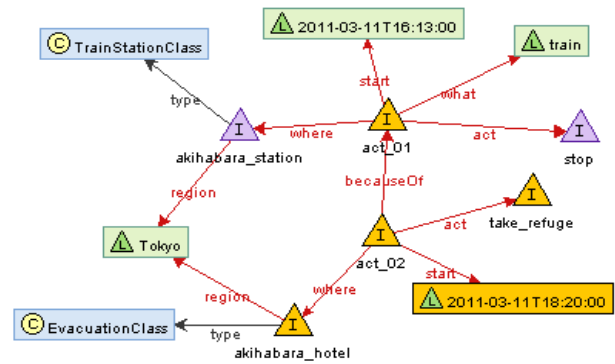 L 2011-03-11T16:13:00
C TrainStationClass
L train
start
type
what
I
where
I
act
I
akihabara_station
act_01
stop
becauseOf
region
I
act
take_refuge
L Tokyo
I
act_02
where
start
region
L 2011-03-11T18:20:00
C EvacuationClass
type
I
akihabara_hotel